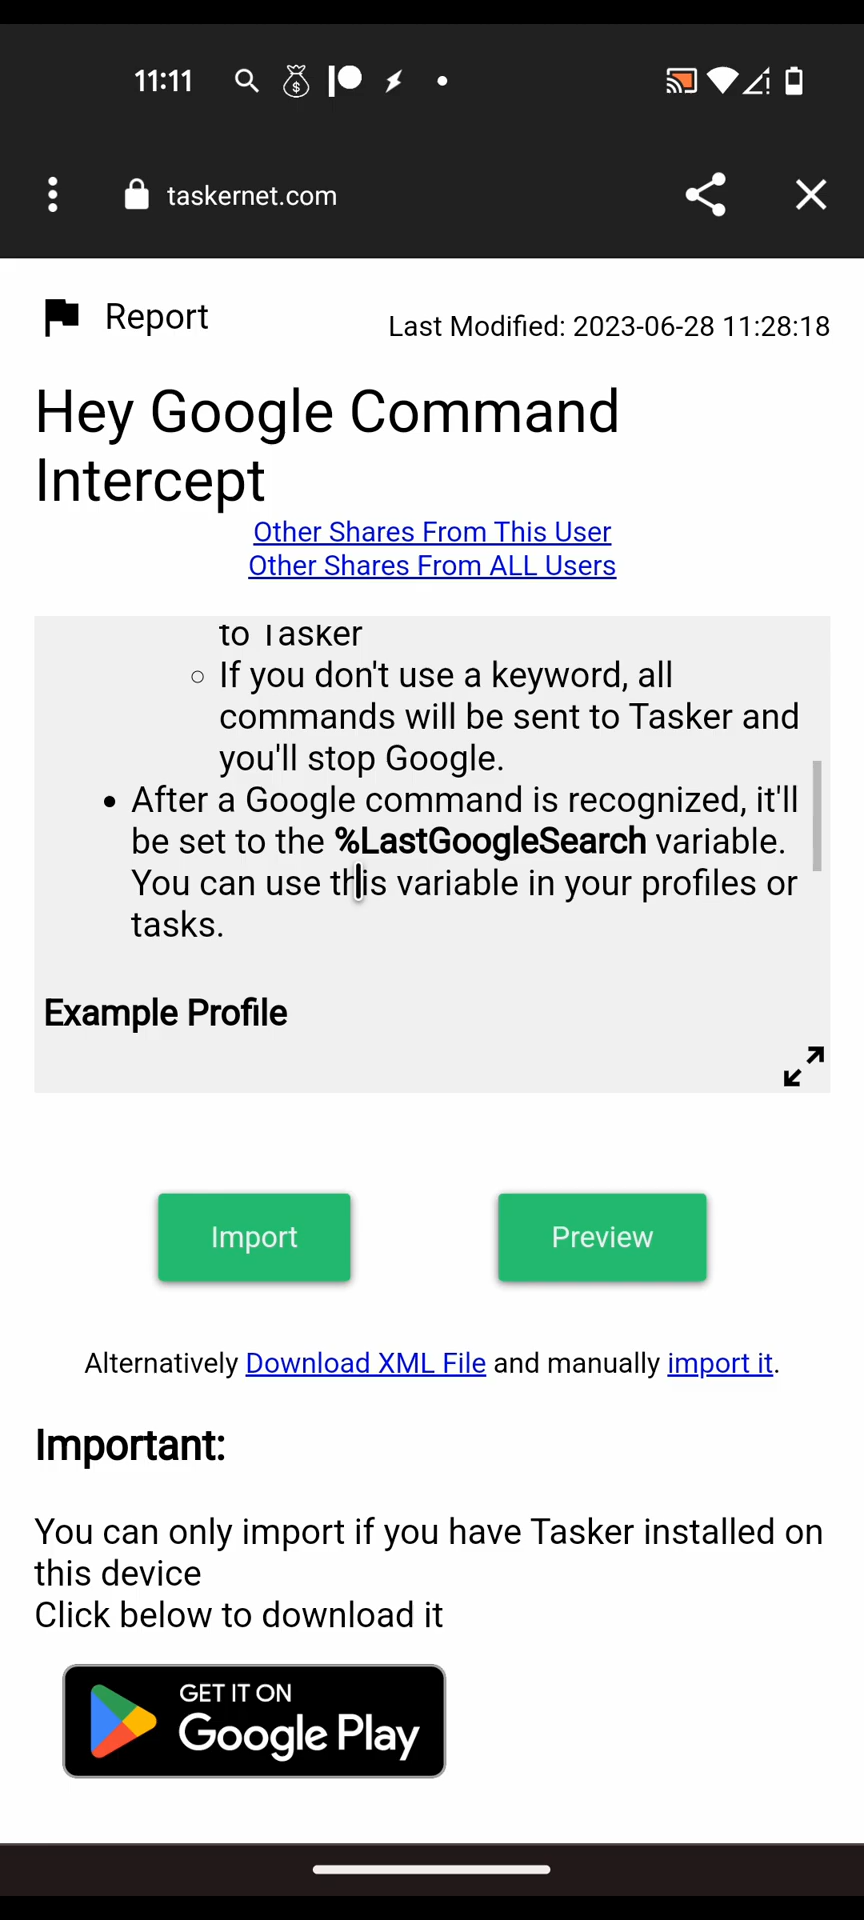 11:11
taskernet.com
Report
Last Modified: 2023-06-28 11:28:18
Hey Google Command
Intercept
Other Shares From This User
Other Shares From ALL Users
to Tasker
If you don't use a keyword, all
commands will be sent to Tasker and
you'll stop Google.
After a Google command is recognized, it'll
be set to the %LastGoogleSearch variable.
You can use this variable in your profiles or
tasks.
Example Profile
Import
Preview
Alternatively Download XML File and manually import it.
Important:
You can only import if you have Tasker installed on
this device
Click below to download it
GET IT ON
Google Play